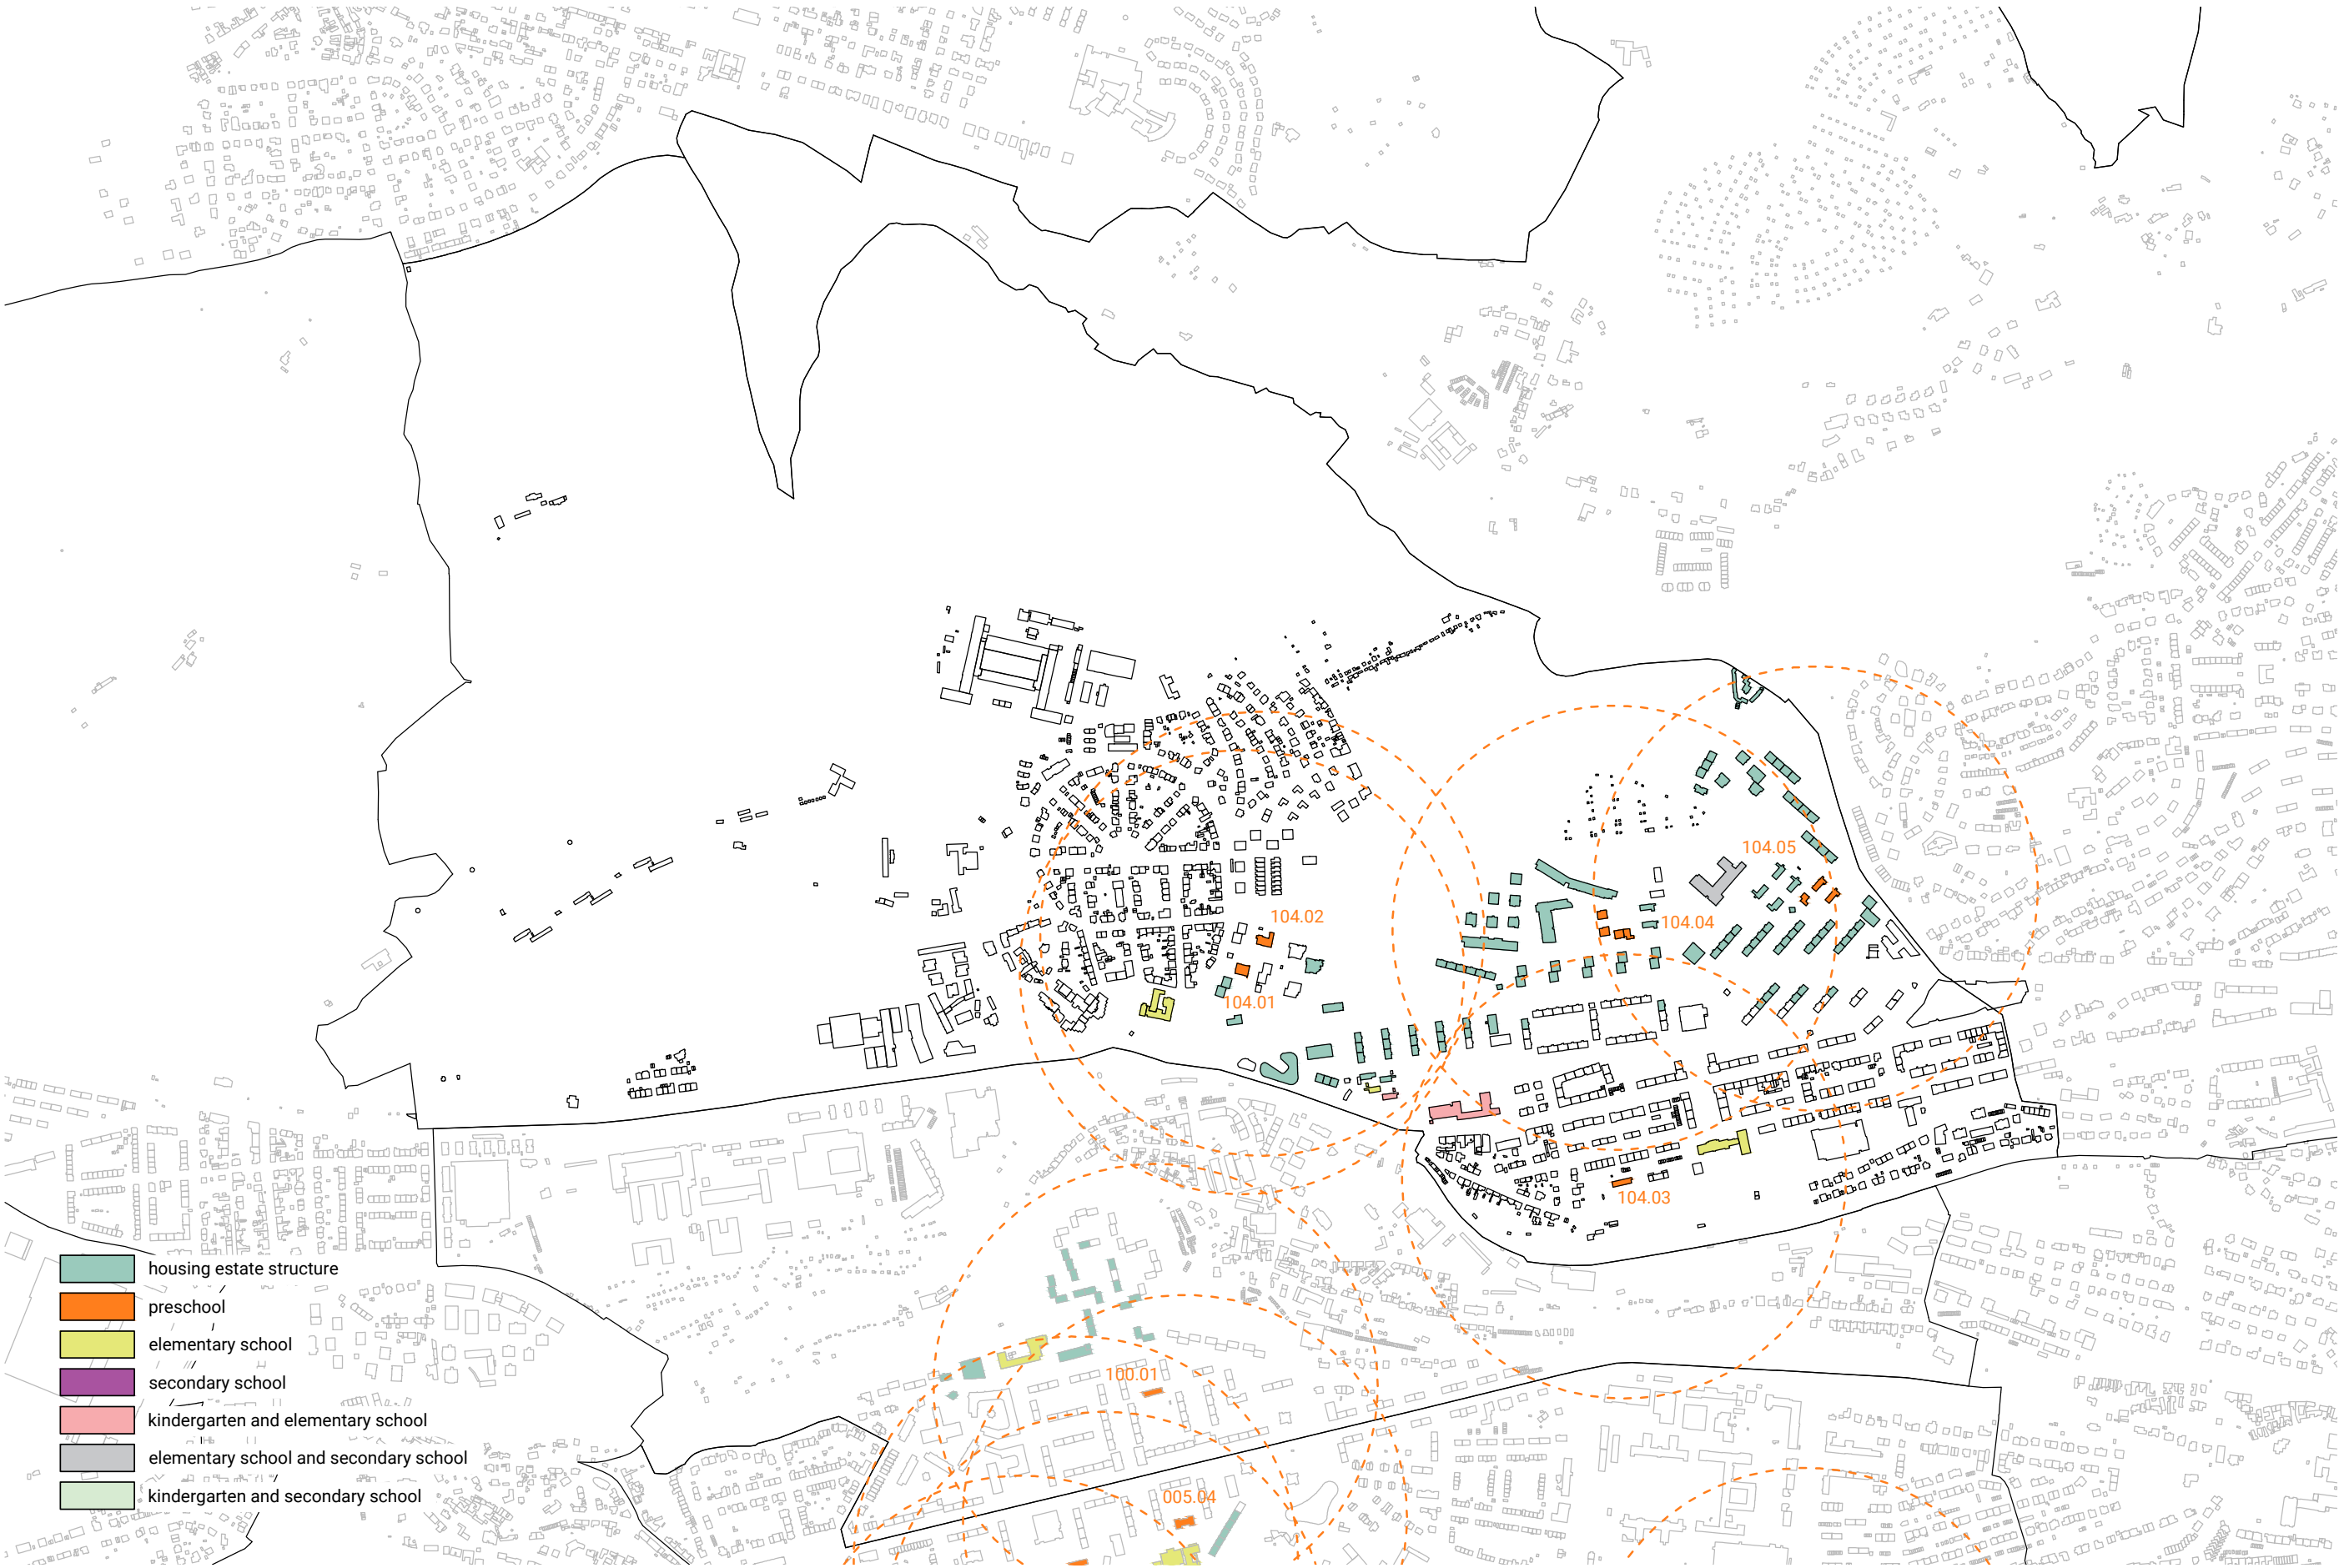 104.05
104.02
104.04
104.01
104.03
housing estate structure
preschool
elementary school
secondary school
100.01
kindergarten and elementary school
elementary school and secondary school
kindergarten and secondary school
005.04